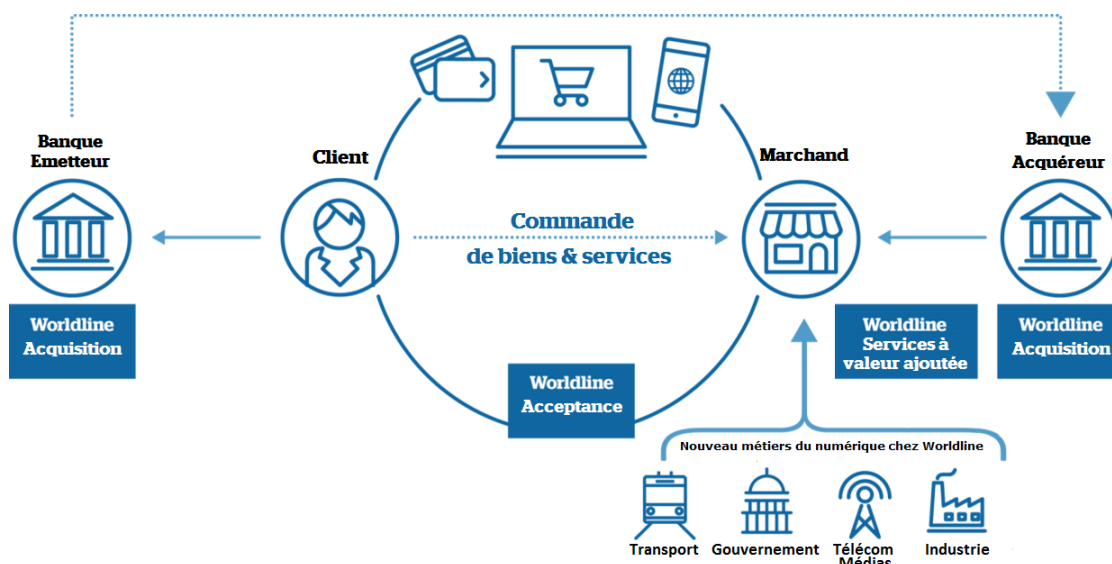 Banque
Emetteur
Client
Marchand
Banque
Acquéreur
Commande
de biens & services
Worldline
Acquisition
Worldline
Services à
valeur ajoutée
Worldline
Acquisition
Worldline
Acceptance
Nouveau métiers du numérique chez Worldline
Transport
Gouvernement
Télécom
Médias
Industrie